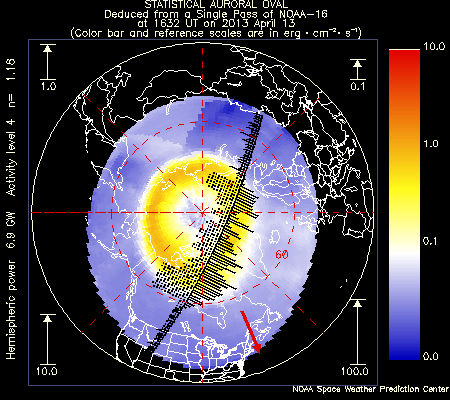 STATISTICAL AURORAL OVAL
Deduced from a Single Pass of NOAA-16
at 1632 UT on 2013 April 13
(Color bar and reference scales are in erg·cm⁻²·s⁻¹)
Hemispheric power 6.9 GW Activity level 4 n= 1.18
1.0
0.1
10.0
100.0
60
10.0
1.0
0.1
0.0
NOAA Space Weather Prediction Center